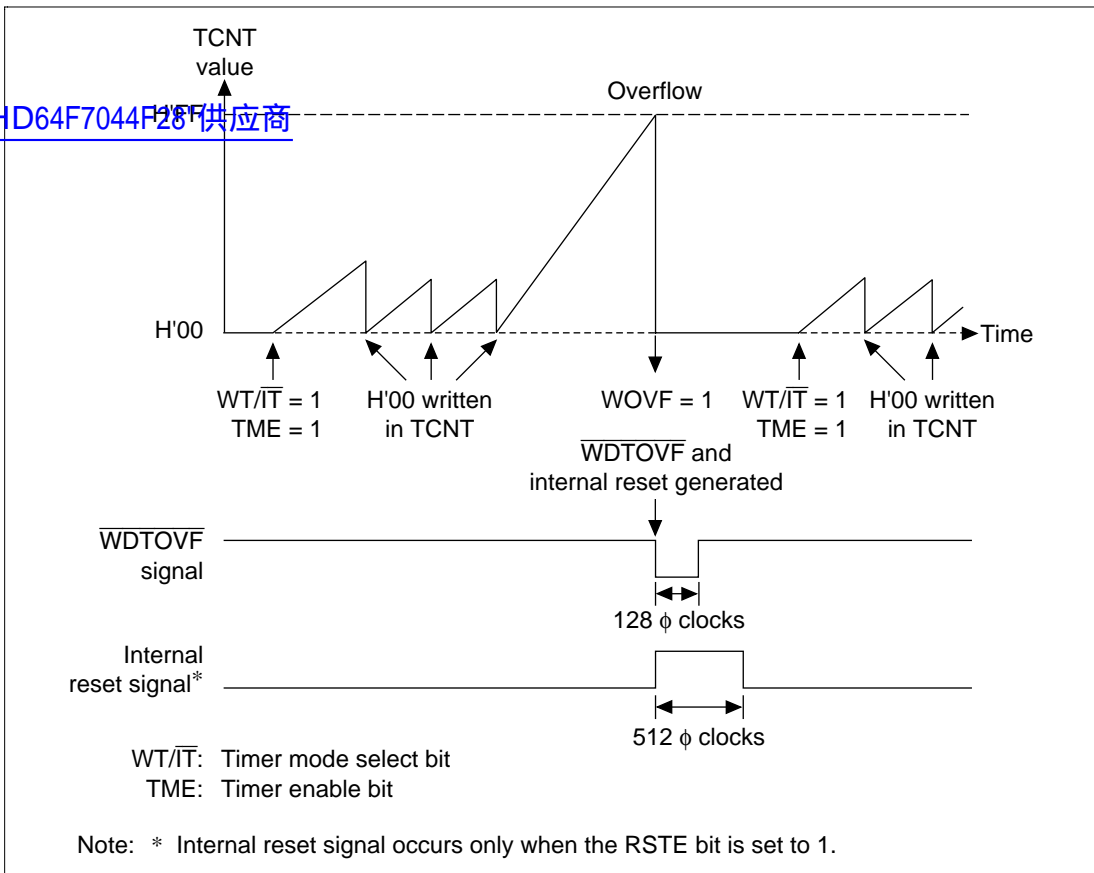 TCNT
value
Overflow
H'FF
HD64F7044F28"供应商
H'00
Time
WT/IT = 1
TME = 1
H'00 written
in TCNT
WOVF = 1
WT/IT = 1
TME = 1
H'00 written
in TCNT
WDTOVF and
internal reset generated
WDTOVF
signal
128 ϕ clocks
Internal
reset signal*
512 ϕ clocks
WT/IT: Timer mode select bit
TME: Timer enable bit
Note: * Internal reset signal occurs only when the RSTE bit is set to 1.